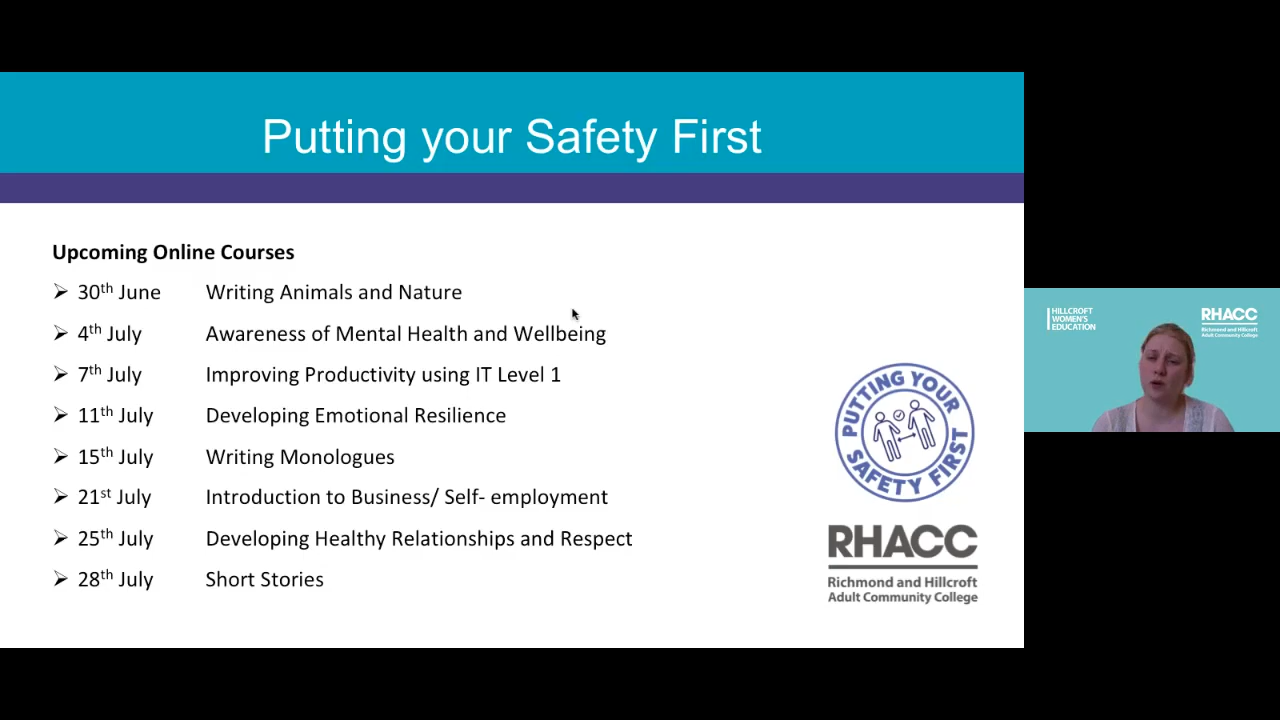 Putting your Safety First
Upcoming Online Courses
30th June Writing Animals and Nature
4th July Awareness of Mental Health and Wellbeing
7th July Improving Productivity using IT Level 1
11th July Developing Emotional Resilience
15th July Writing Monologues
21st July Introduction to Business/ Self- employment
25th July Developing Healthy Relationships and Respect
28th July Short Stories
PUTTING YOUR
SAFETY FIRST
RHACC
Richmond and Hillcroft
Adult Community College
HILLCROFT
WOMEN'S
EDUCATION
RHACC
Richmond and Hillcroft
Adult Community College